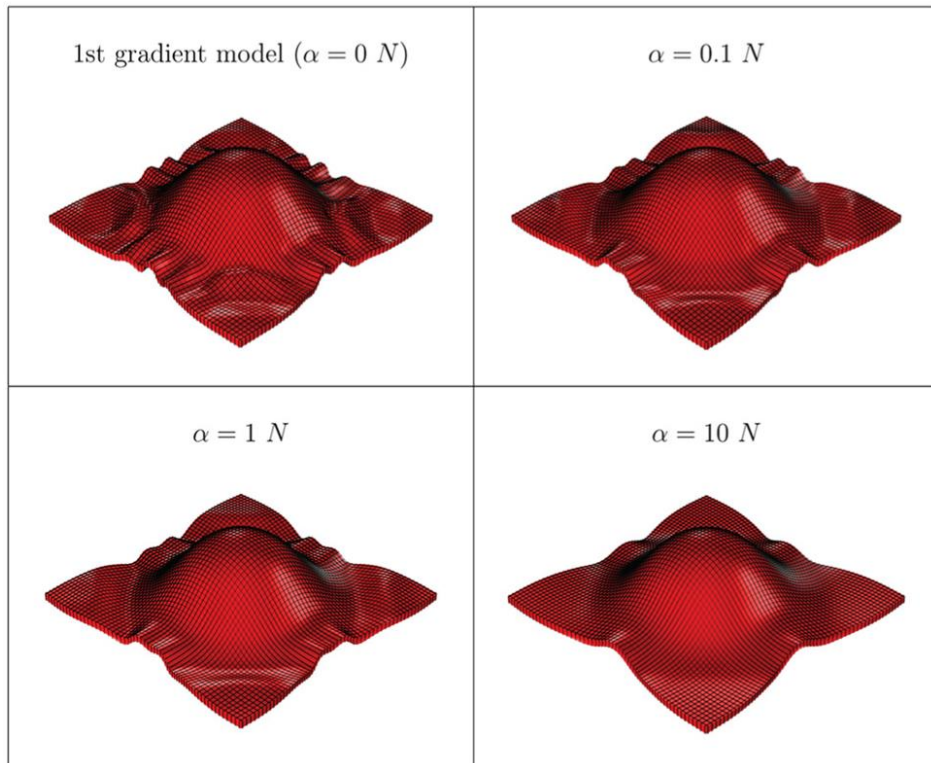 1st gradient model (α = 0 N)
α = 0.1 N
α = 1 N
α = 10 N